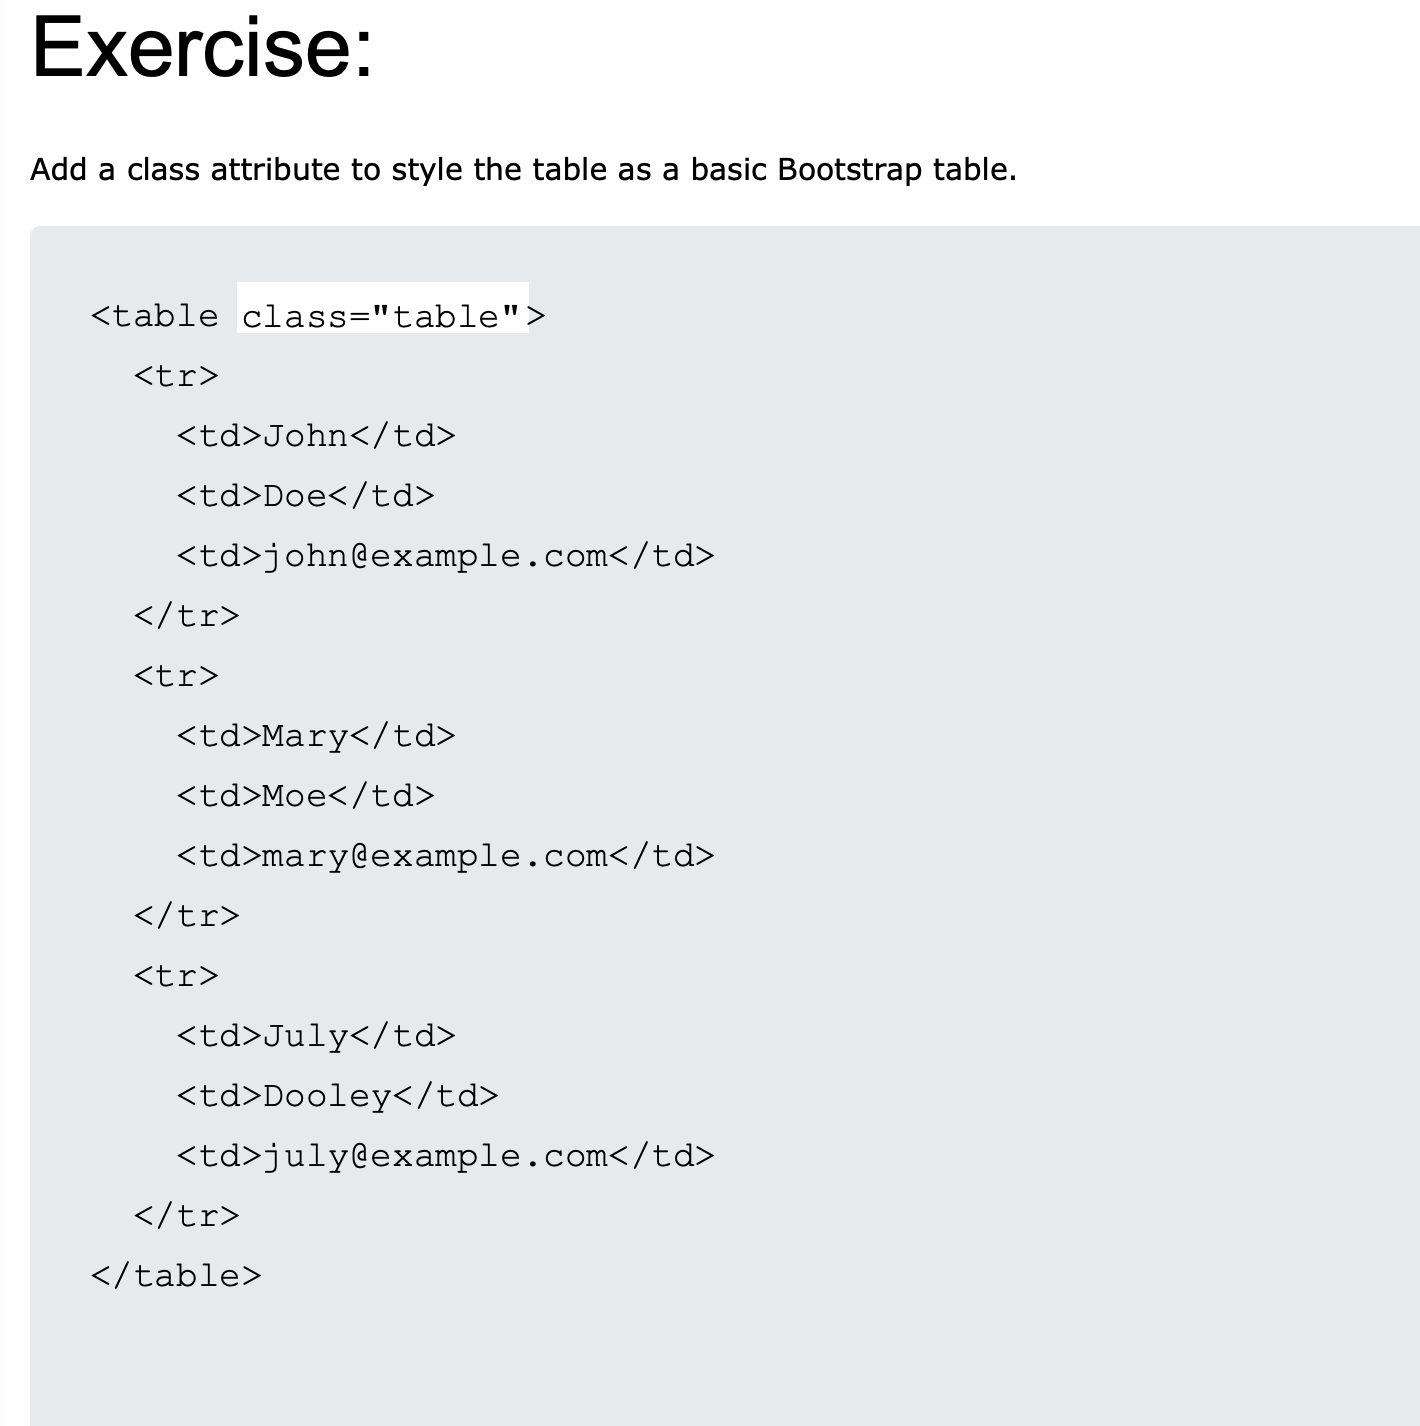 Exercise:
Add a class attribute to style the table as a basic Bootstrap table.
<table class="table">
<tr>
<td>John</td>
<td>Doe</td>
<td>john@example.com</td>
</tr>
<tr>
<td>Mary</td>
<td>Moe</td>
<td>mary@example.com</td>
</tr>
<tr>
<td>July</td>
<td>Dooley</td>
<td>july@example.com</td>
</tr>
</table>